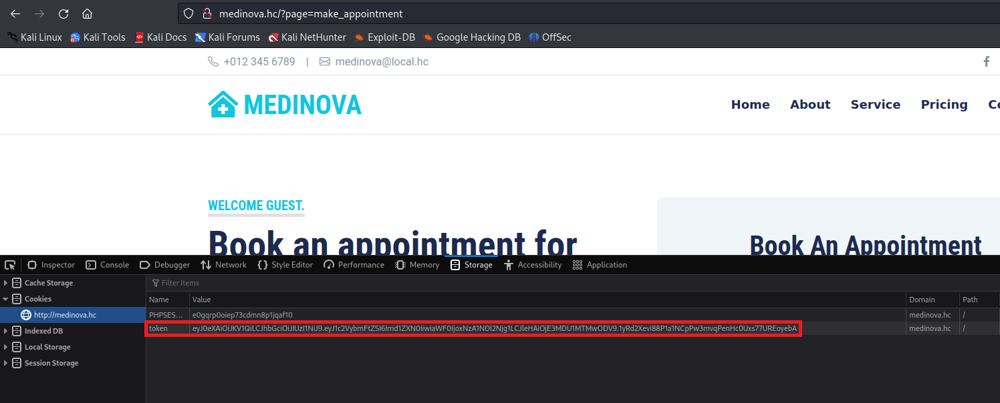 medinova.hc/?page=make_appointment
Kali Linux Kali Tools Kali Docs Kali Forums Kali NetHunter Exploit-DB Google Hacking DB OffSec
+012 345 6789 | medinova@local.hc
MEDINOVA Home About Service Pricing Co
WELCOME GUEST.
Book an appointment for
Book An Appointment
Inspector Console Debugger Network Style Editor Performance Memory Storage Accessibility Application
Cache Storage Filter Items
Cookies Name Value Domain Path
http://medinova.hc PHPSES... e0gqrp0oiep73cdmn8p1jqaf10 medinova.hc /
Indexed DB token eyJ0eXAiOiJKV1QiLCJhbGciOiJIUzI1NiJ9.eyJ1c2VybmFtZSI6Imd1ZXN0IiwiaWF0IjoxNzA1NDI2Njg1LCJleHAiOjE3MDU1MTMwODV9.1yRd2Xevi88P1a1NCpPw3mvqPenHc0Uxs77UREoyebA medinova.hc /
Local Storage
Session Storage